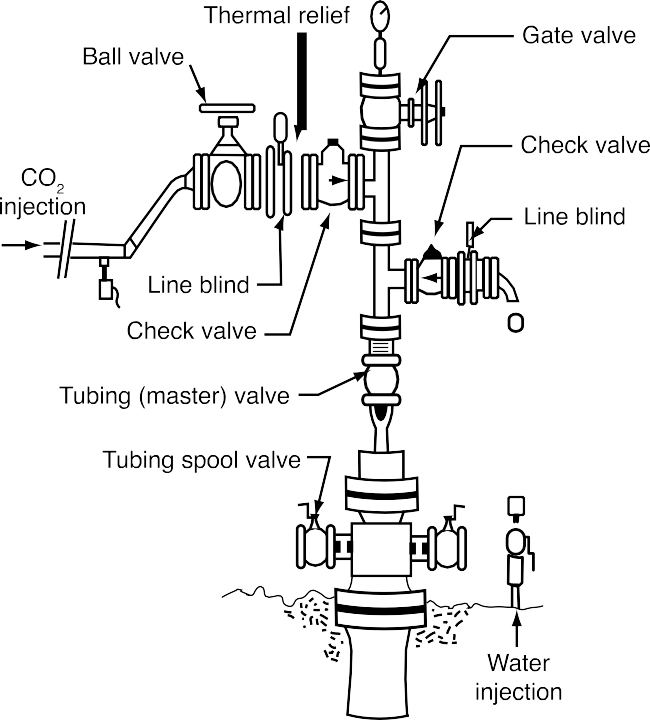 Thermal relief
Gate valve
Ball valve
Check valve
CO2
injection
Line blind
Line blind
Check valve
Tubing (master) valve
Tubing spool valve
Water
injection